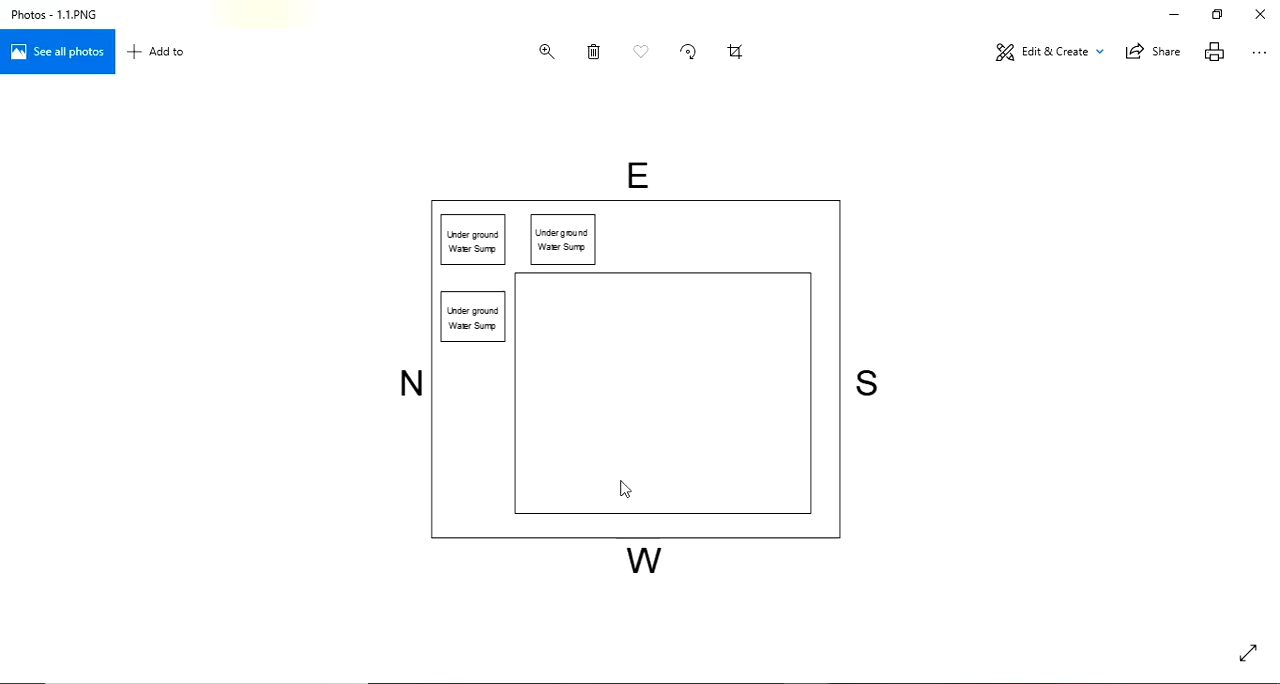 Photos - 1.1.PNG
See all photos
Add to
Edit & Create
Share
E
Under ground
Water Sump
Under ground
Water Sump
Under ground
Water Sump
N
S
W